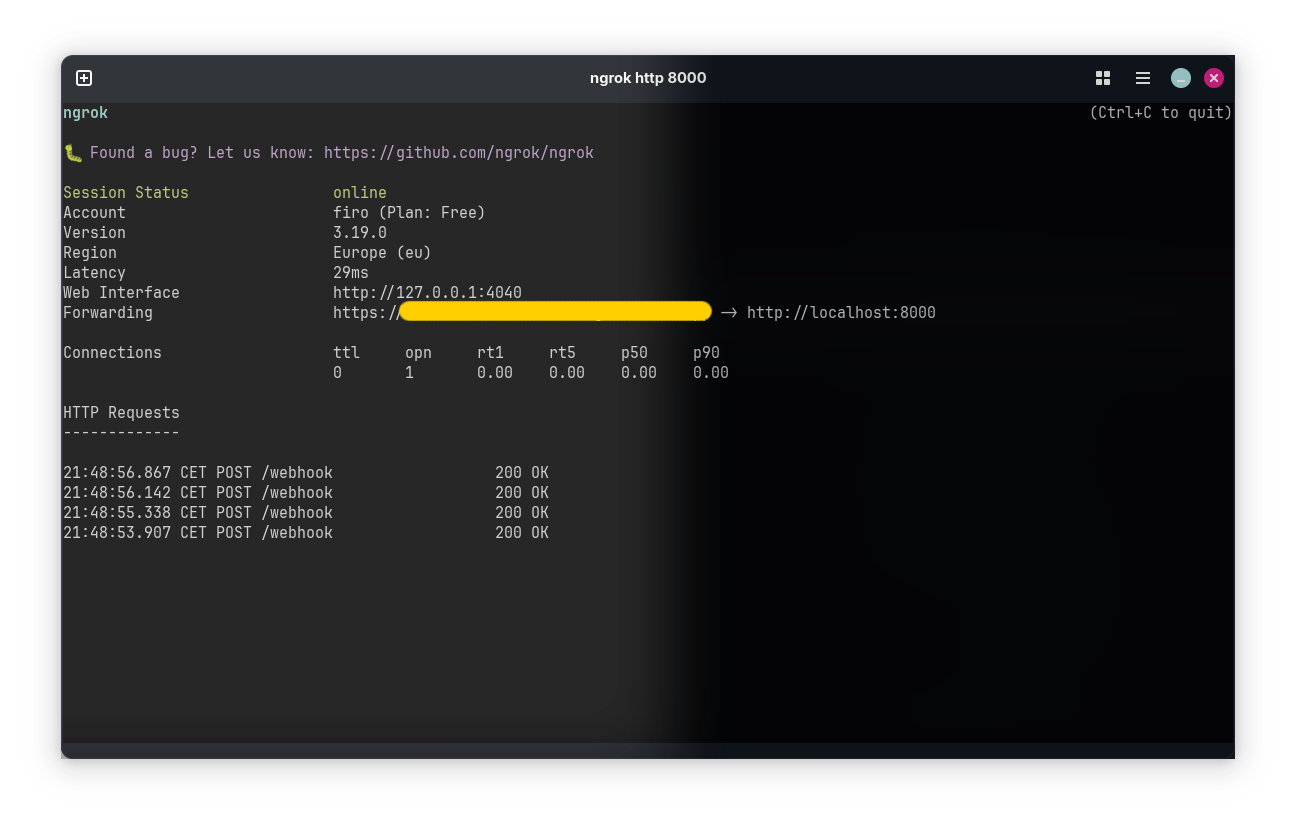 ngrok http 8000
ngrok (Ctrl+C to quit)
🐛 Found a bug? Let us know: https://github.com/ngrok/ngrok
Session Status online
Account firo (Plan: Free)
Version 3.19.0
Region Europe (eu)
Latency 29ms
Web Interface http://127.0.0.1:4040
Forwarding https:// → http://localhost:8000
Connections ttl opn rt1 rt5 p50 p90
0 1 0.00 0.00 0.00 0.00
HTTP Requests
-------------
21:48:56.867 CET POST /webhook 200 OK
21:48:56.142 CET POST /webhook 200 OK
21:48:55.338 CET POST /webhook 200 OK
21:48:53.907 CET POST /webhook 200 OK